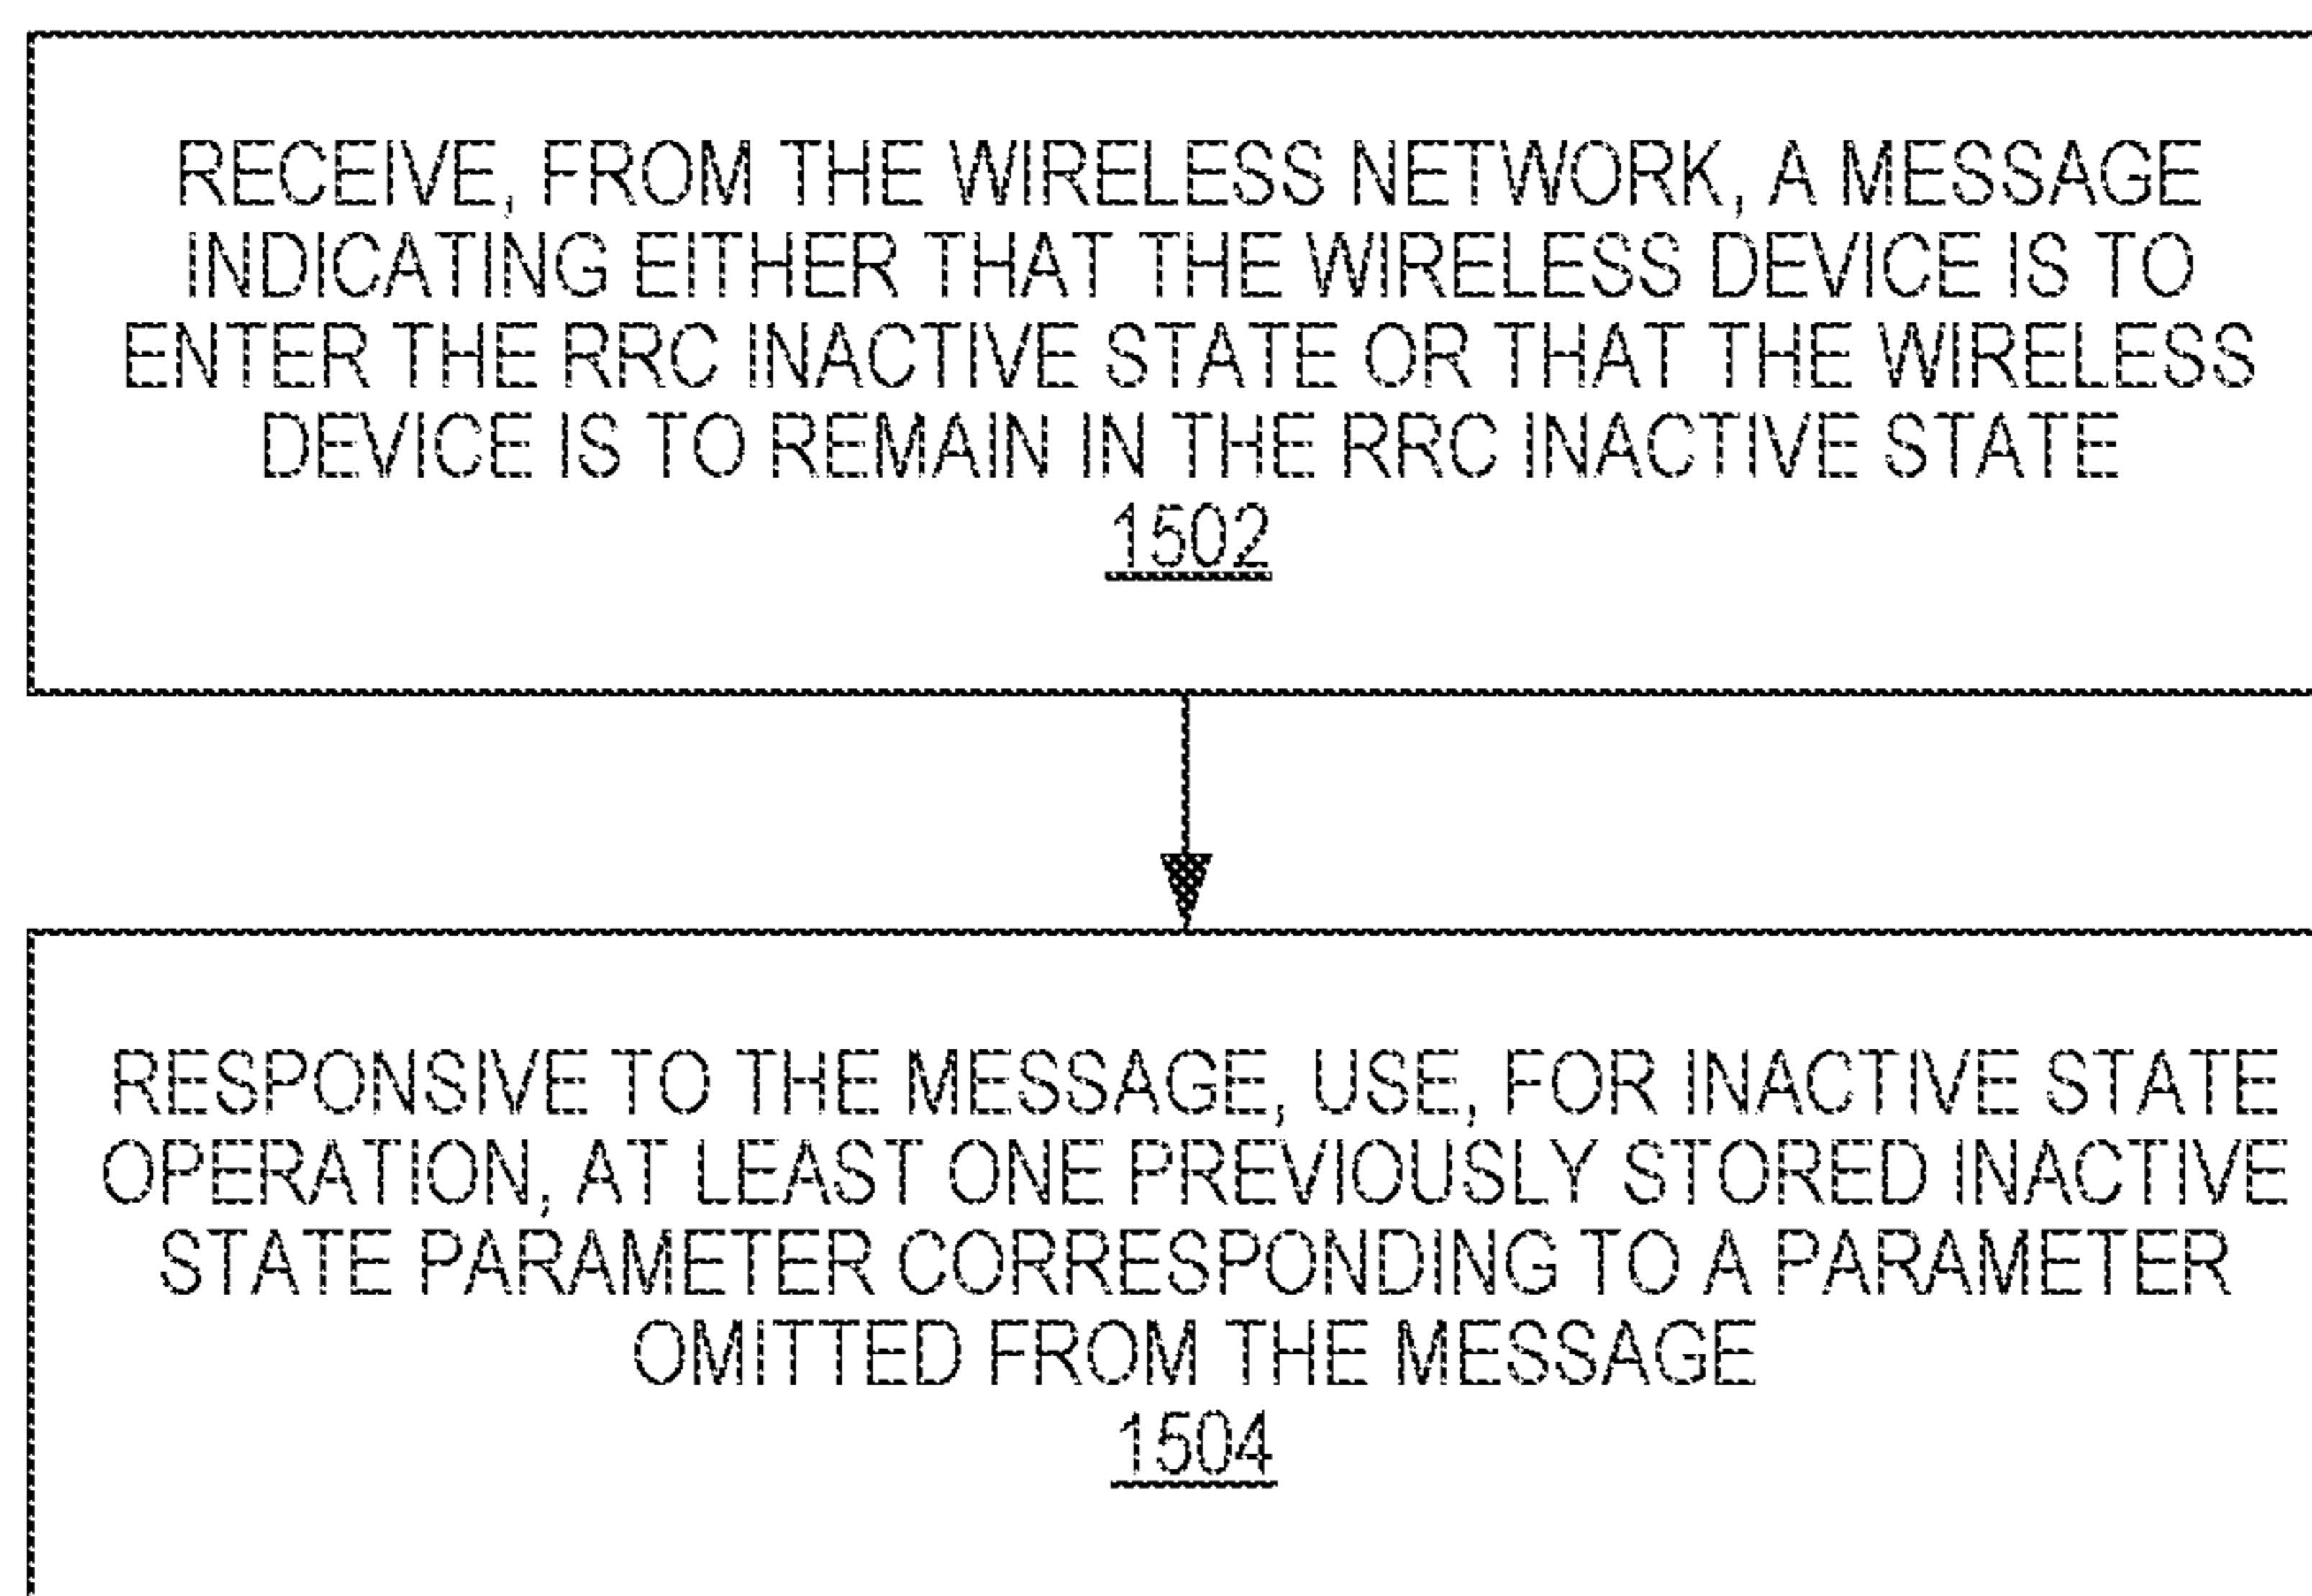 RECEIVE, FROM THE WIRELESS NETWORK, A MESSAGE
INDICATING EITHER THAT THE WIRELESS DEVICE IS TO
ENTER THE RRC INACTIVE STATE OR THAT THE WIRELESS
DEVICE IS TO REMAIN IN THE RRC INACTIVE STATE
1502
RESPONSIVE TO THE MESSAGE, USE, FOR INACTIVE STATE
OPERATION, AT LEAST ONE PREVIOUSLY STORED INACTIVE
STATE PARAMETER CORRESPONDING TO A PARAMETER
OMITTED FROM THE MESSAGE
1504